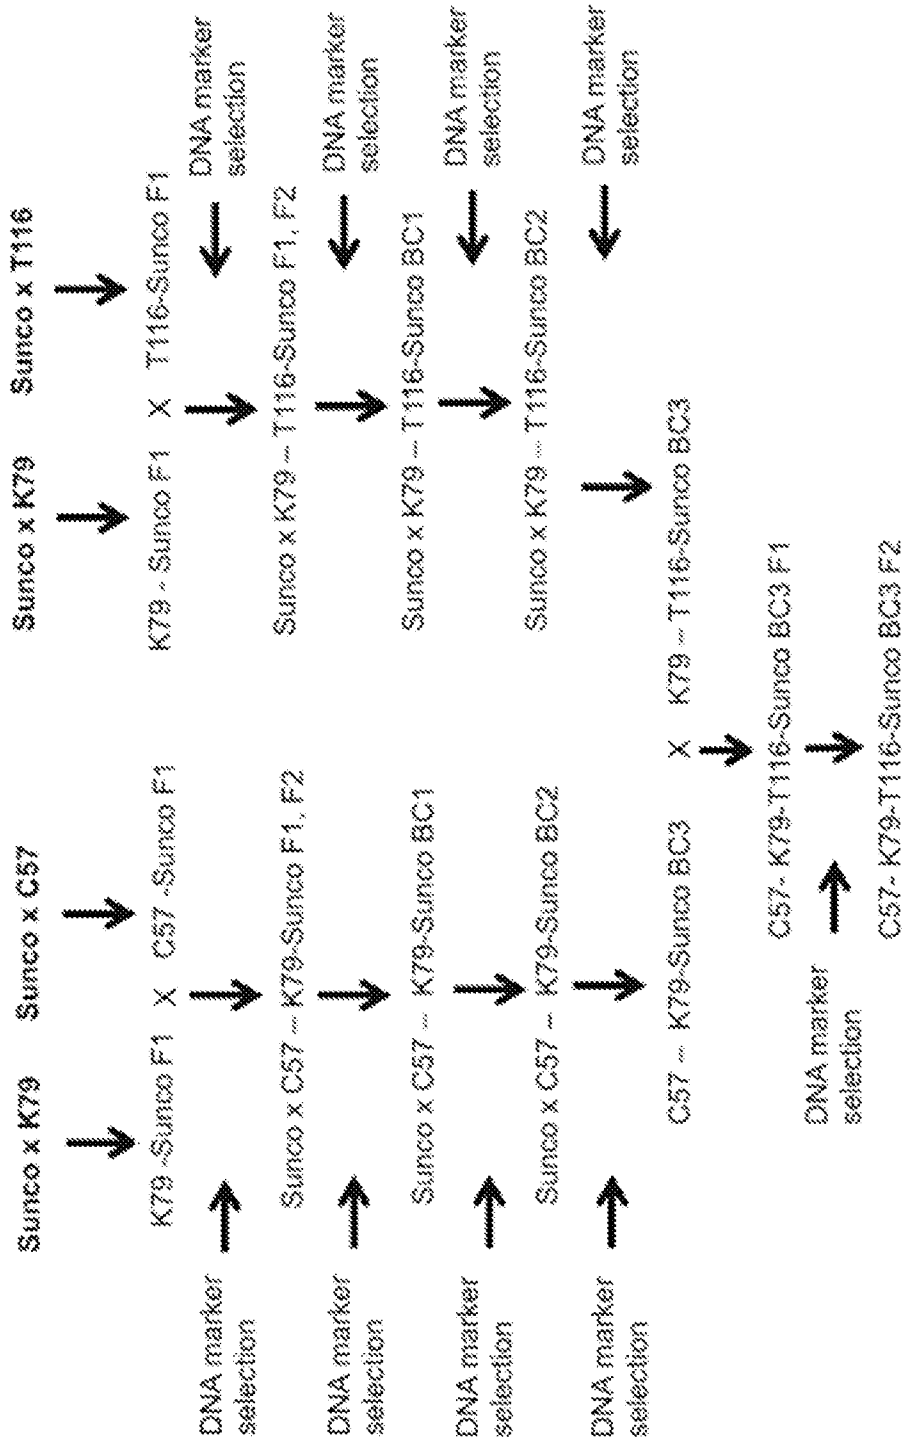 Sunco x K79
Sunco x C57
Sunco x K79
Sunco x T116
K79 -Sunco F1 X C57 -Sunco F1
K79 - Sunco F1 X T116-Sunco F1
DNA marker
selection
DNA marker
selection
Sunco x C57 -- K79-Sunco F1, F2
Sunco x K79 -- T116-Sunco F1, F2
DNA marker
selection
DNA marker
selection
Sunco x C57 -- K79-Sunco BC1
Sunco x K79 -- T116-Sunco BC1
DNA marker
selection
DNA marker
selection
Sunco x C57 -- K79-Sunco BC2
Sunco x K79 -- T116-Sunco BC2
DNA marker
selection
DNA marker
selection
C57 -- K79-Sunco BC3 X K79 -- T116-Sunco BC3
C57- K79-T116-Sunco BC3 F1
DNA marker
selection
C57- K79-T116-Sunco BC3 F2